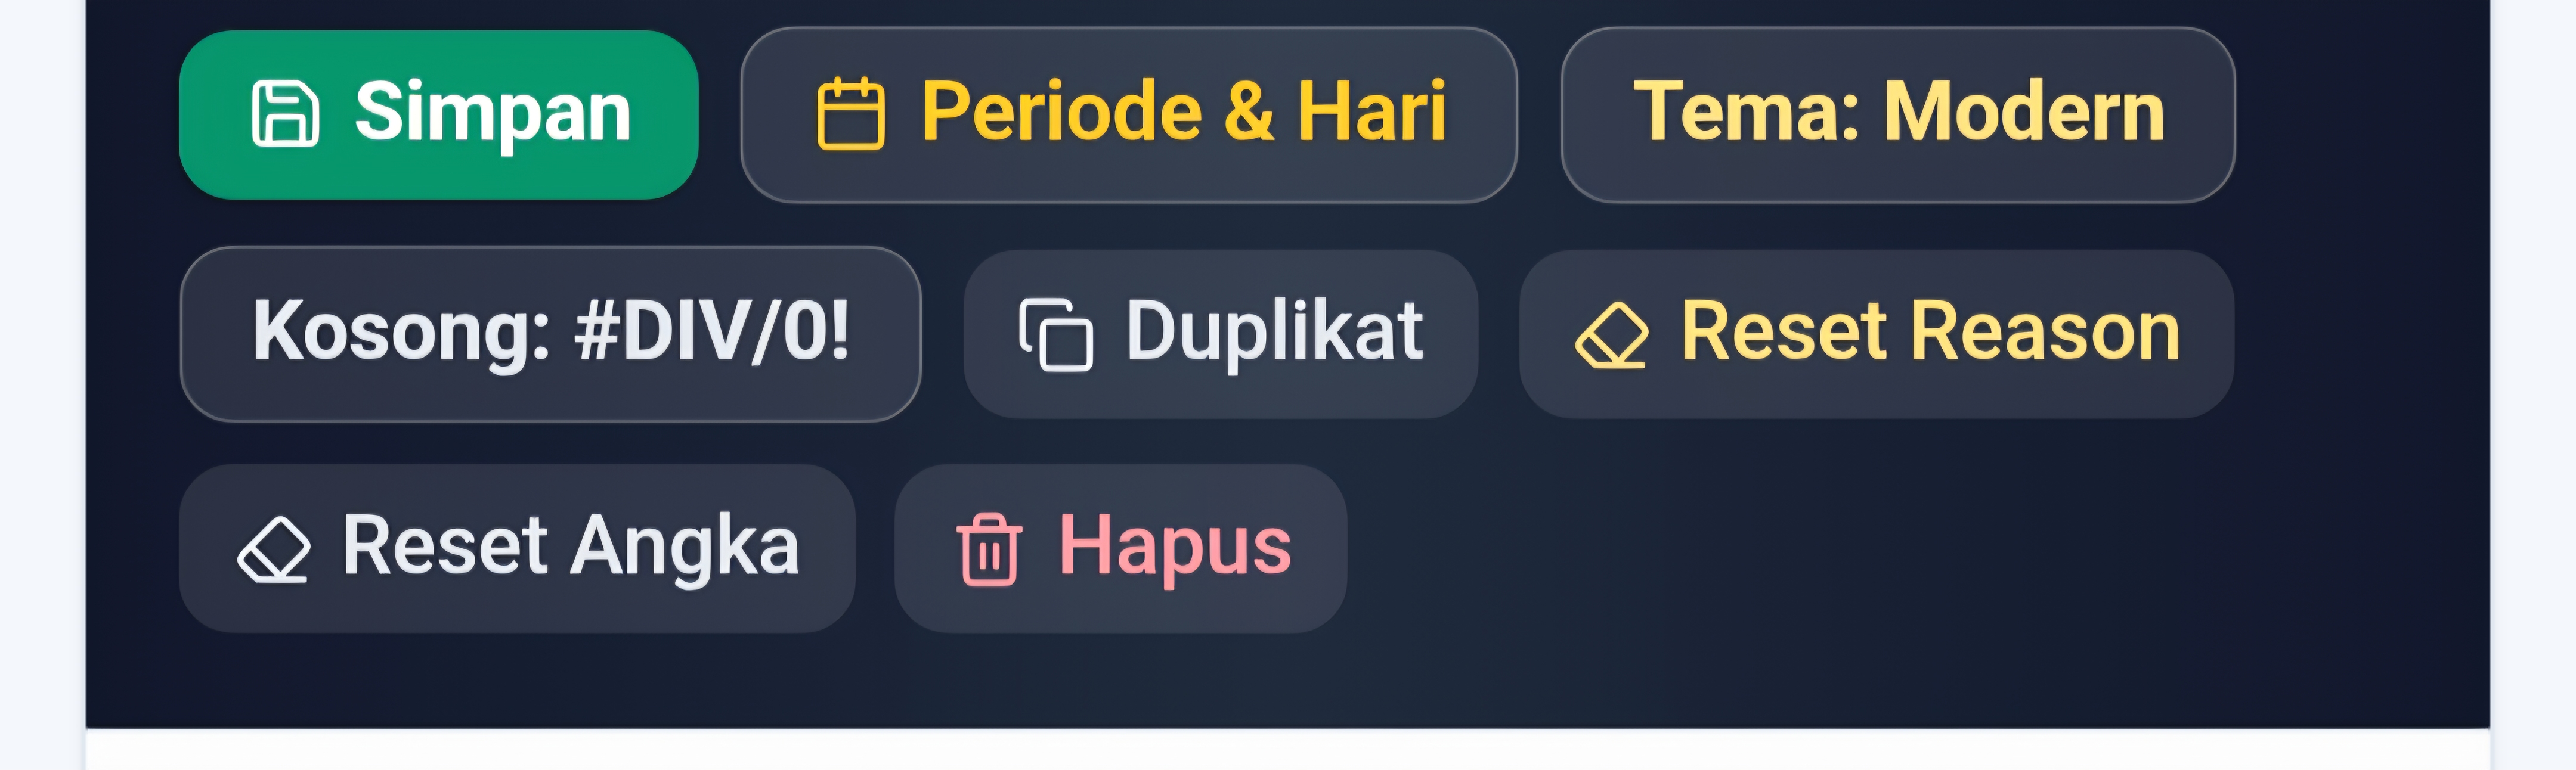 Simpan
Periode & Hari
Tema: Modern
Kosong: #DIV/0!
Duplikat
Reset Reason
Reset Angka
Hapus